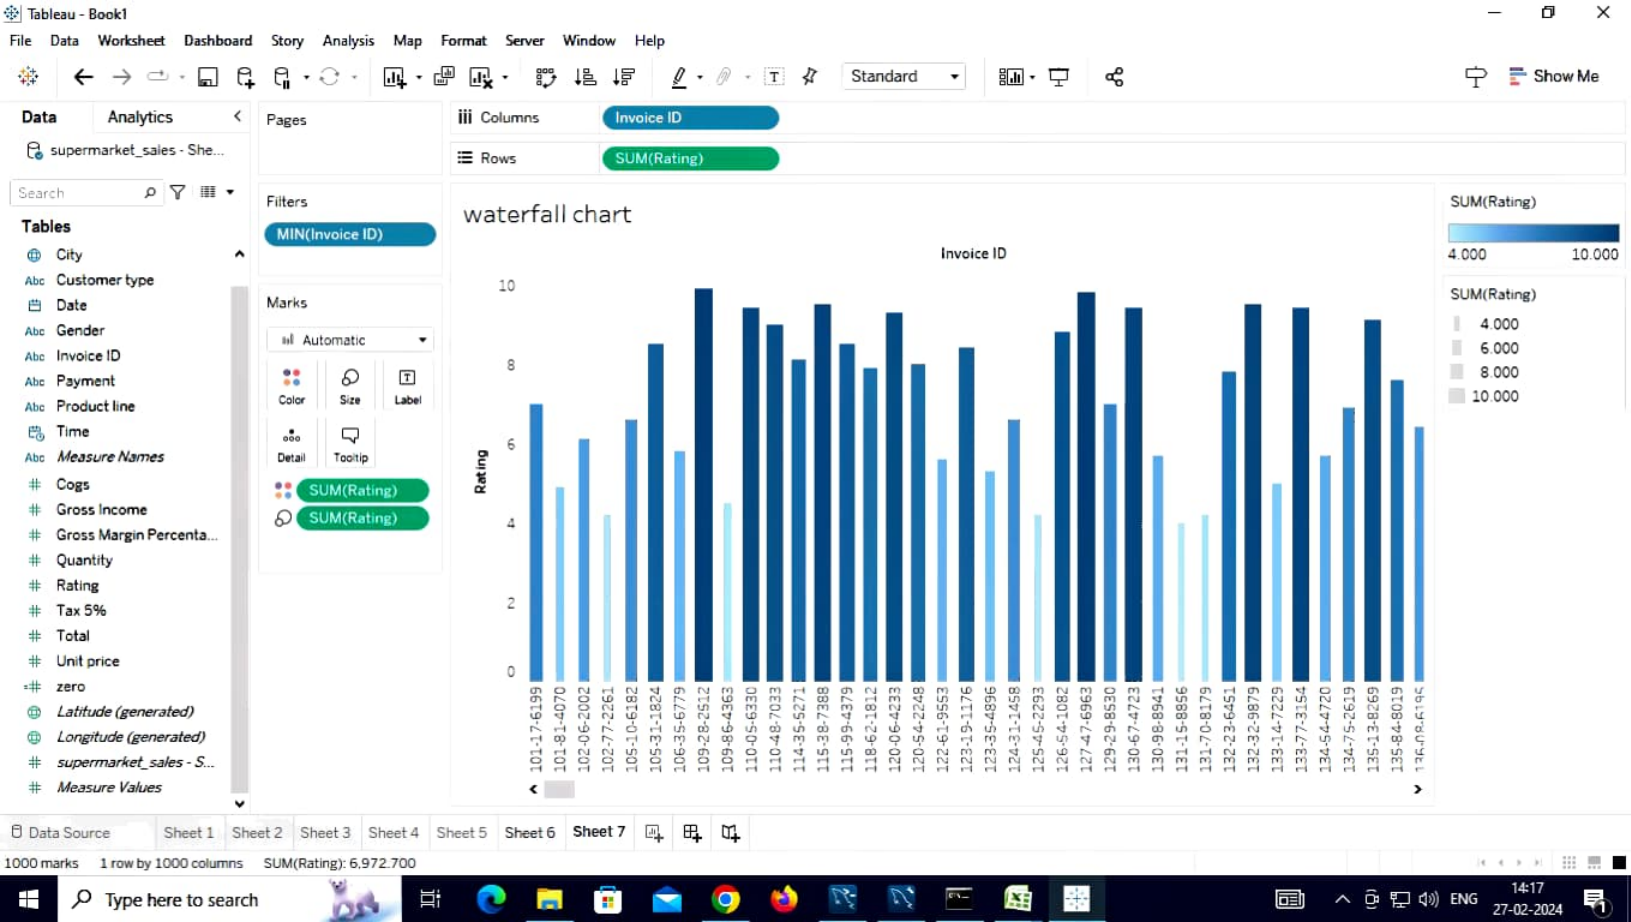 Tableau - Book1
File Data Worksheet Dashboard Story Analysis Map Format Server Window Help
Standard
Show Me
Data Analytics
supermarket_sales - She...
Search
Tables
City
Abc Customer type
Date
Abc Gender
Abc Invoice ID
Abc Payment
Abc Product line
Time
Abc Measure Names
# Cogs
# Gross Income
# Gross Margin Percenta...
# Quantity
# Rating
# Tax 5%
# Total
# Unit price
=# zero
Latitude (generated)
Longitude (generated)
# supermarket_sales - S...
# Measure Values
Pages
Filters
MIN(Invoice ID)
Marks
Automatic
Color Size Label
Detail Tooltip
SUM(Rating)
SUM(Rating)
Columns Invoice ID
Rows SUM(Rating)
waterfall chart
Invoice ID
Rating
10
8
6
4
2
0
101-17-6199
101-81-4070
102-06-2002
102-77-2261
105-10-6182
105-31-1824
106-35-6779
109-28-2512
109-86-4363
110-05-6330
110-48-7033
114-35-5271
115-38-7388
115-99-4379
118-62-1812
120-06-4233
120-54-2248
122-61-9553
123-19-1176
123-35-4896
124-31-1458
125-45-2293
126-54-1082
127-47-6963
129-29-8530
130-67-4723
130-98-8941
131-15-8856
131-70-8179
132-23-6451
132-32-9879
133-14-7229
133-77-3154
134-54-4720
134-75-2619
135-13-8269
135-84-8019
SUM(Rating)
4.000 10.000
SUM(Rating)
4.000
6.000
8.000
10.000
Data Source Sheet 1 Sheet 2 Sheet 3 Sheet 4 Sheet 5 Sheet 6 Sheet 7
1000 marks 1 row by 1000 columns SUM(Rating): 6,972.700
Type here to search
ENG
14:17
27-02-2024
1